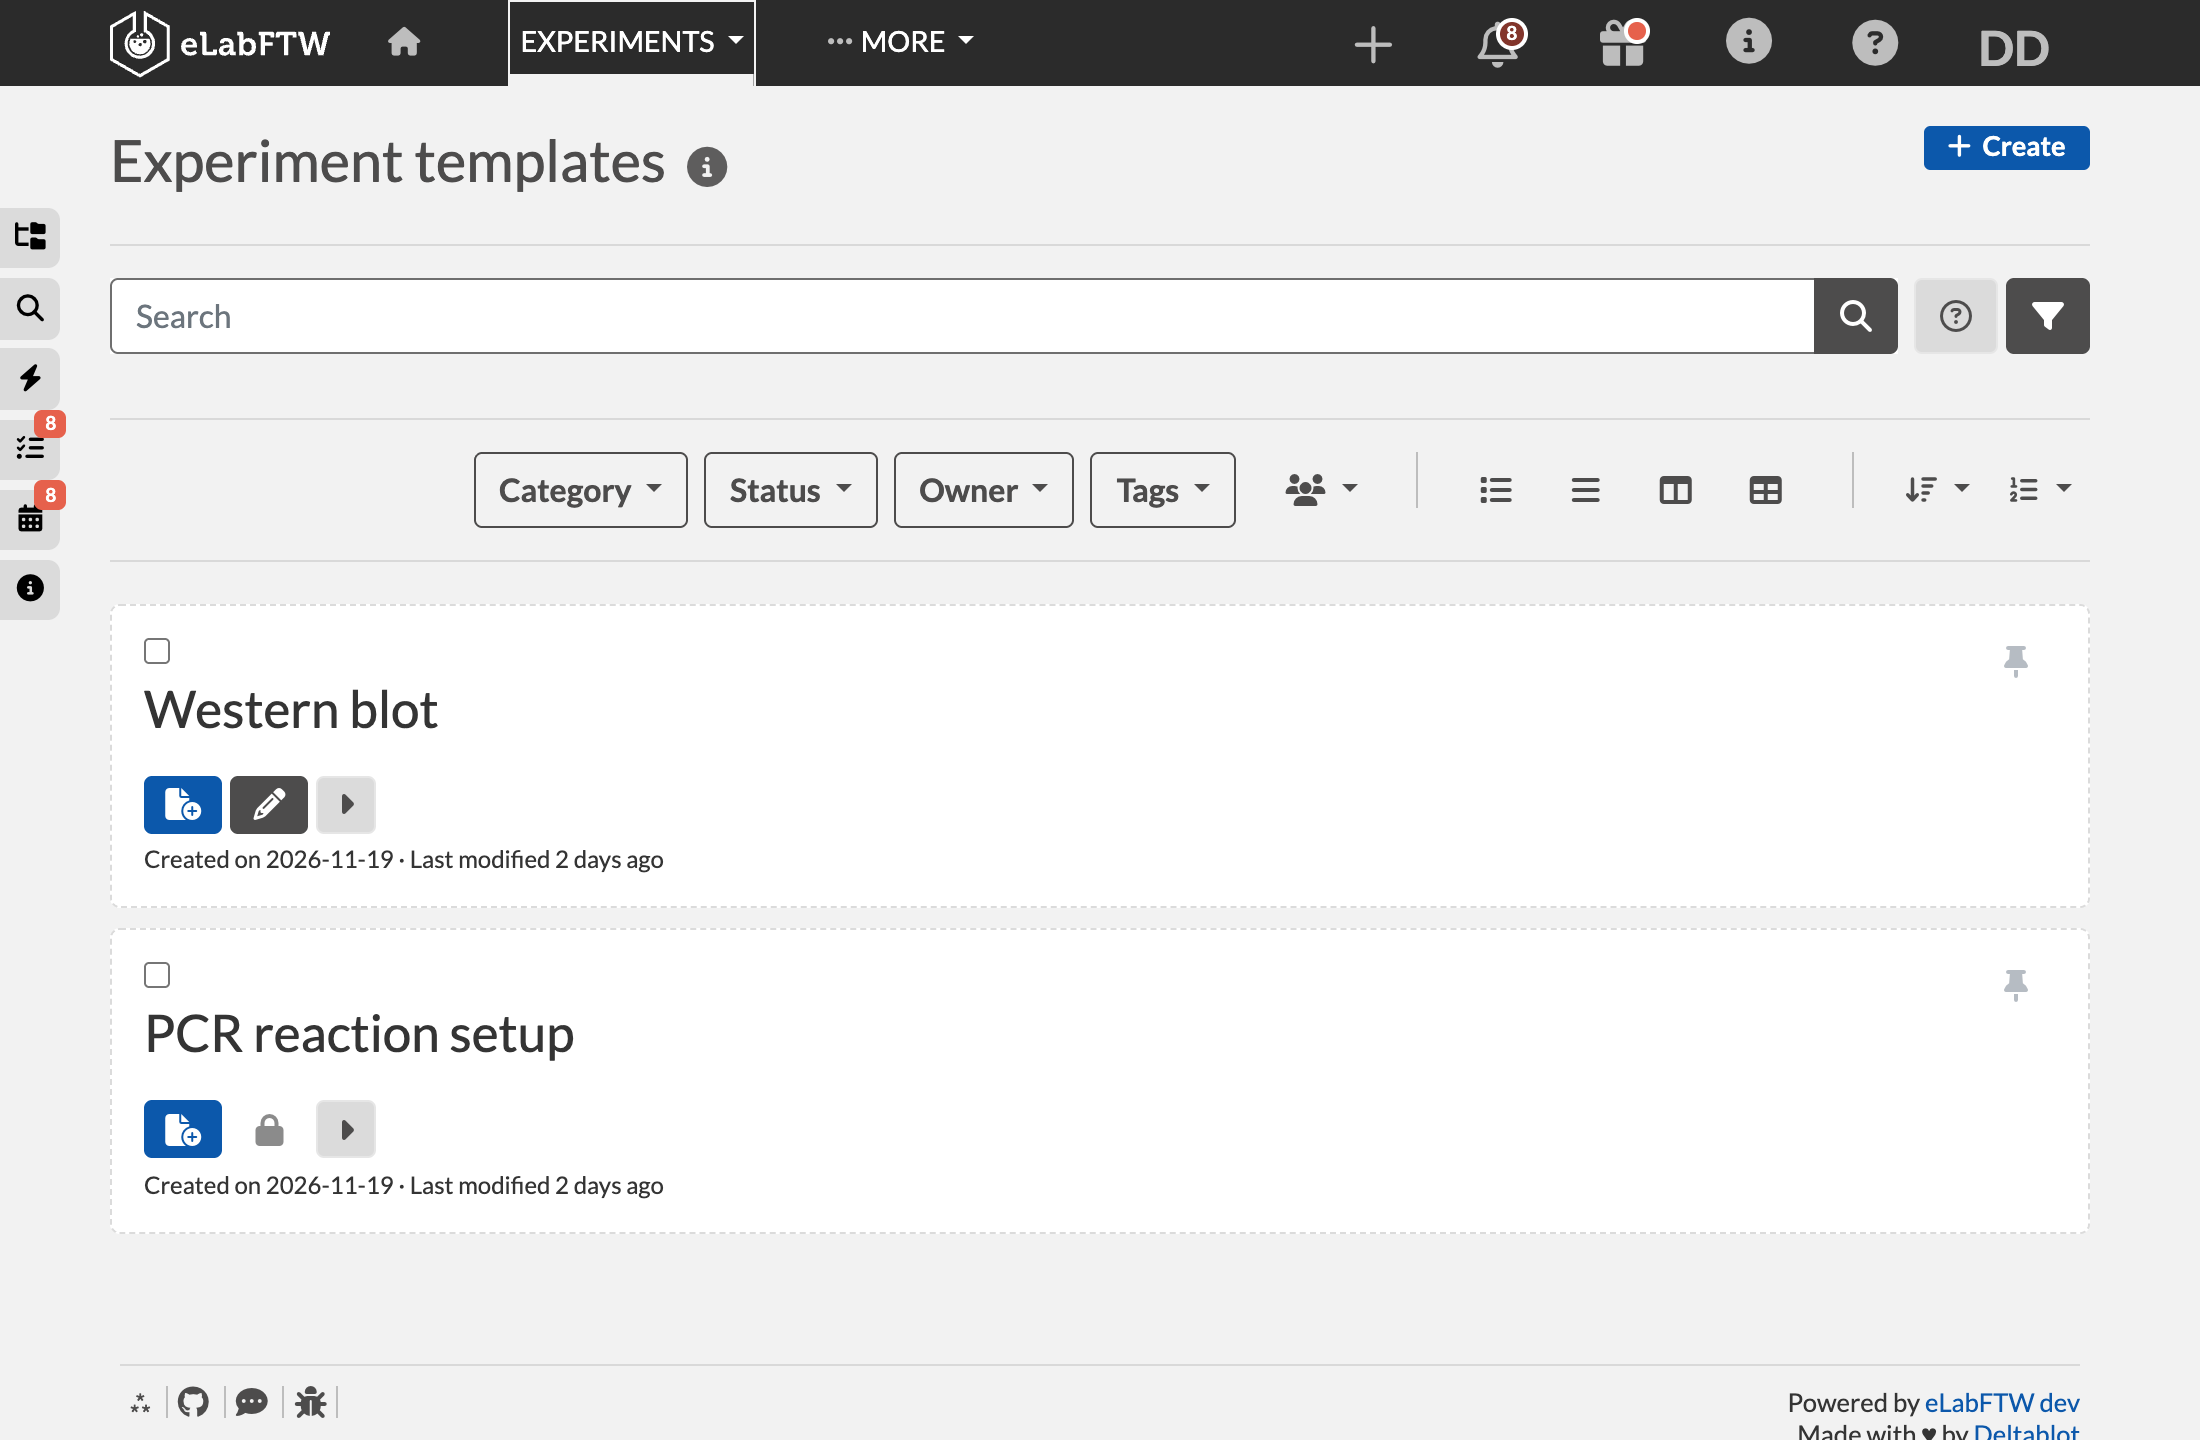 eLabFTW
EXPERIMENTS
MORE
8
DD
Experiment templates
Create
Search
8
8
Category
Status
Owner
Tags
Western blot
Created on 2026-11-19 · Last modified 2 days ago
PCR reaction setup
Created on 2026-11-19 · Last modified 2 days ago
Powered by eLabFTW dev
Made with ♥ by Deltablot